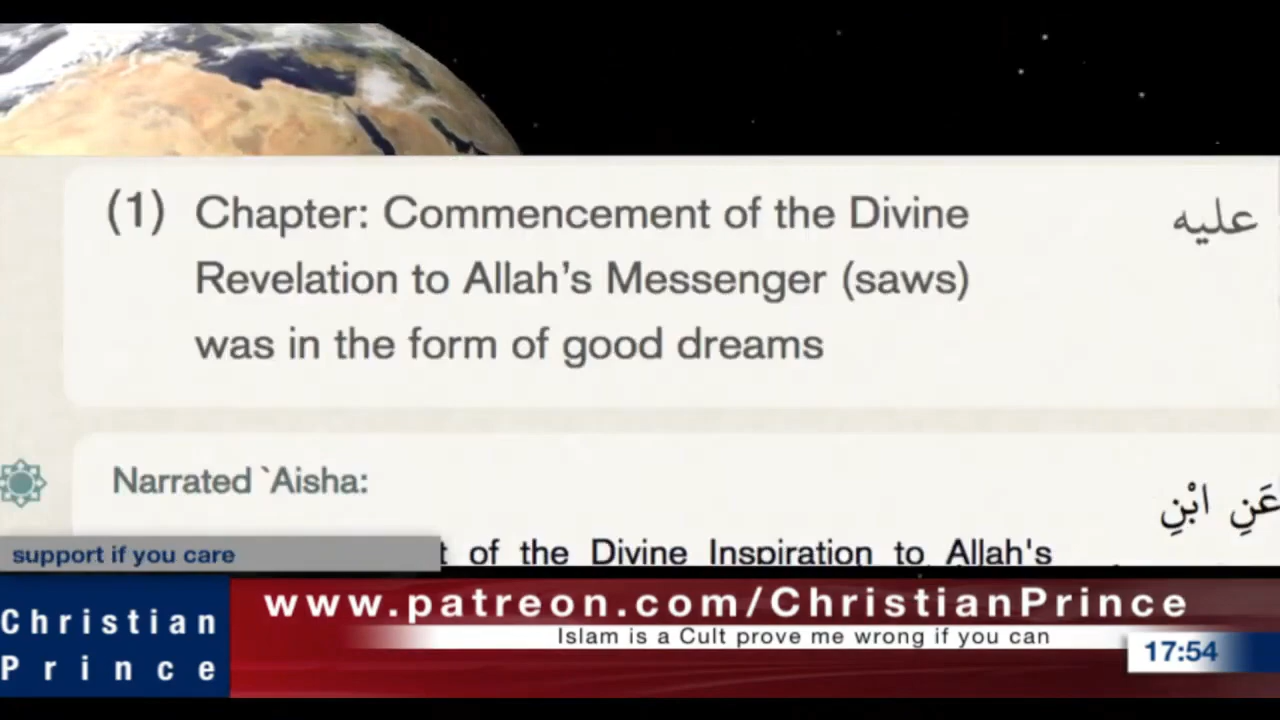 (1) Chapter: Commencement of the Divine
Revelation to Allah's Messenger (saws)
was in the form of good dreams
عليه
Narrated `Aisha:
عَنِ ابْنِ
of the Divine Inspiration to Allah's
support if you care
Christian
Prince
www.patreon.com/ChristianPrince
Islam is a Cult prove me wrong if you can
17:54